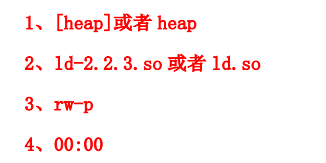 1、[heap]或者 heap
2、ld-2.2.3.so 或者 ld.so
3、rw-p
4、00:00